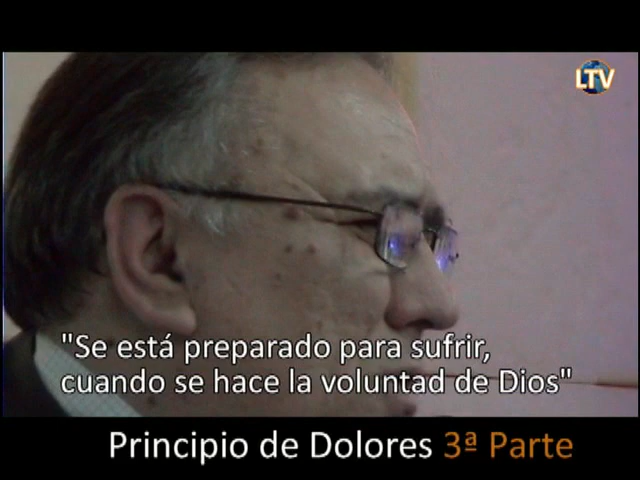 LTV
"Se está preparado para sufrir,
cuando se hace la voluntad de Dios"
Principio de Dolores 3ª Parte